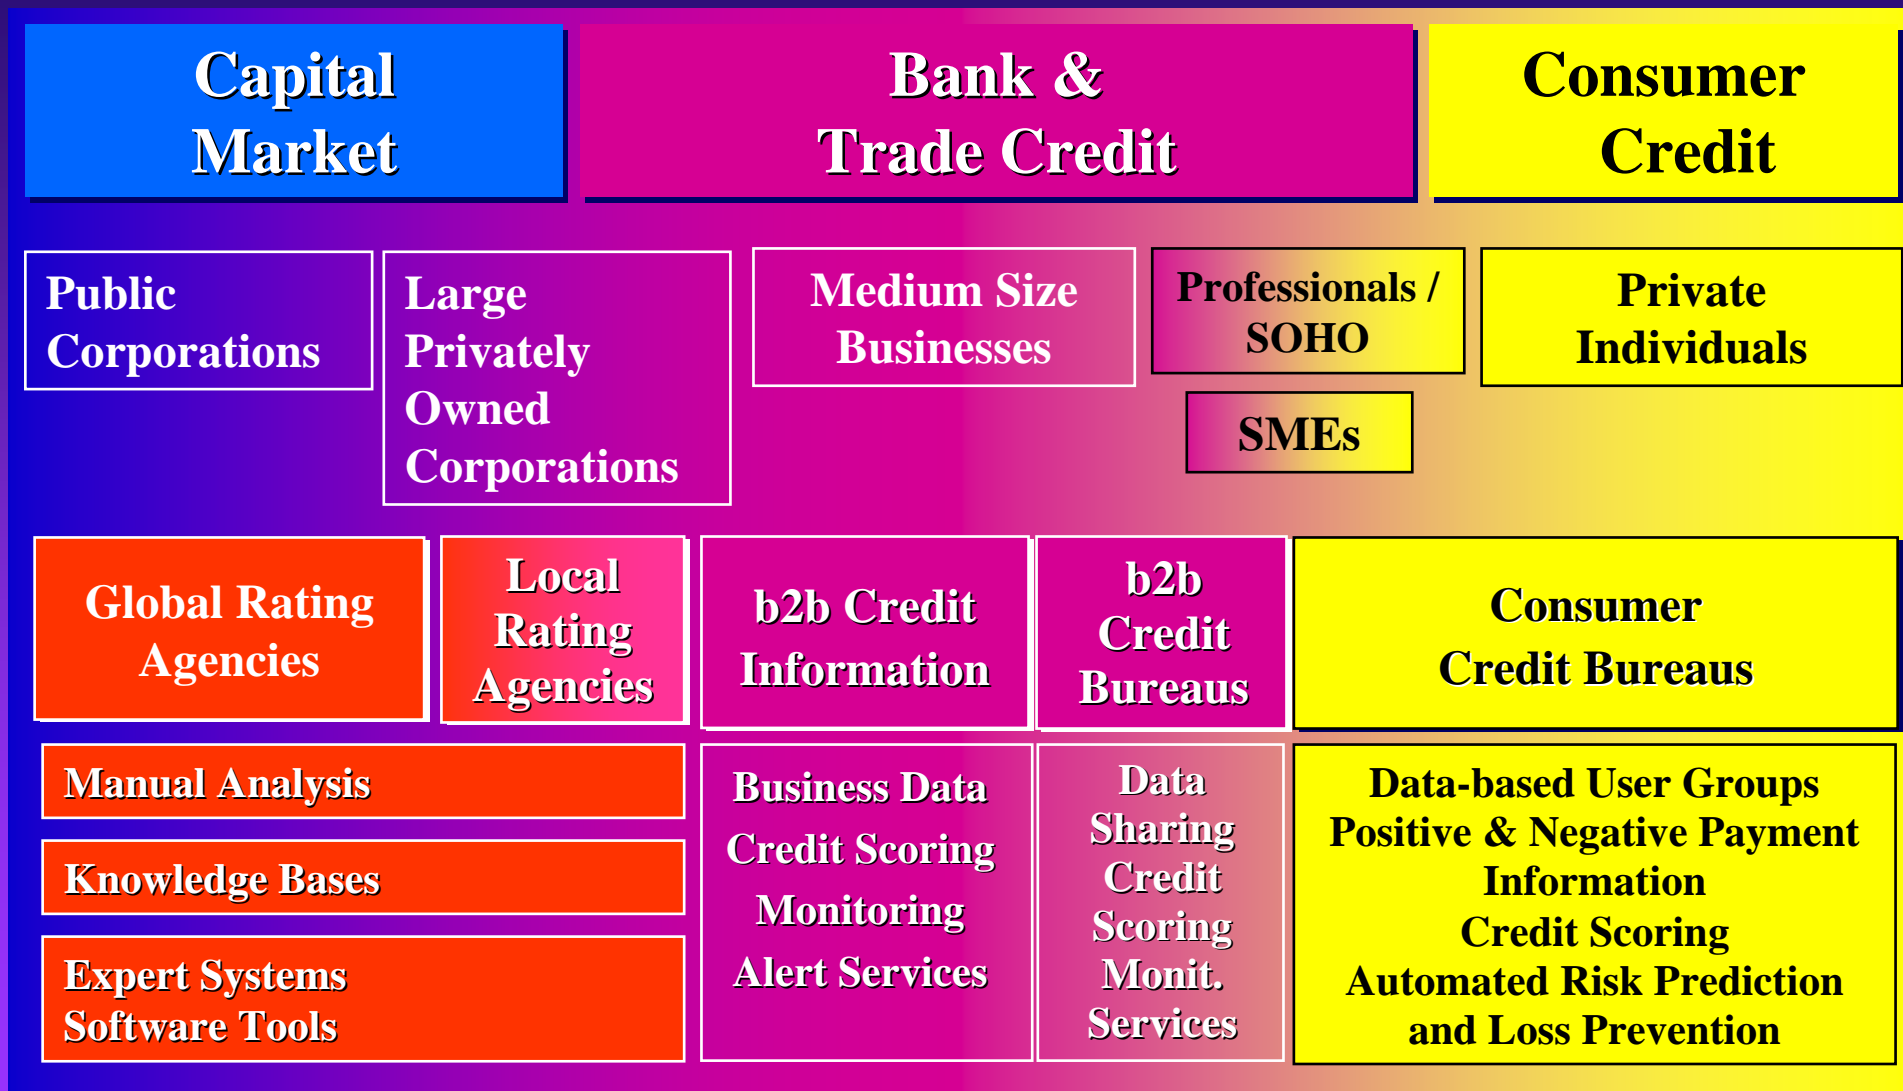 Capital
Market
Bank &
Trade Credit
Consumer
Credit
Public
Corporations
Large
Privately
Owned
Corporations
Medium Size
Businesses
Professionals /
SOHO
SMEs
Private
Individuals
Global Rating
Agencies
Local
Rating
Agencies
b2b Credit
Information
b2b
Credit
Bureaus
Consumer
Credit Bureaus
Manual Analysis
Knowledge Bases
Expert Systems
Software Tools
Business Data
Credit Scoring
Monitoring
Alert Services
Data
Sharing
Credit
Scoring
Monit.
Services
Data-based User Groups
Positive & Negative Payment
Information
Credit Scoring
Automated Risk Prediction
and Loss Prevention